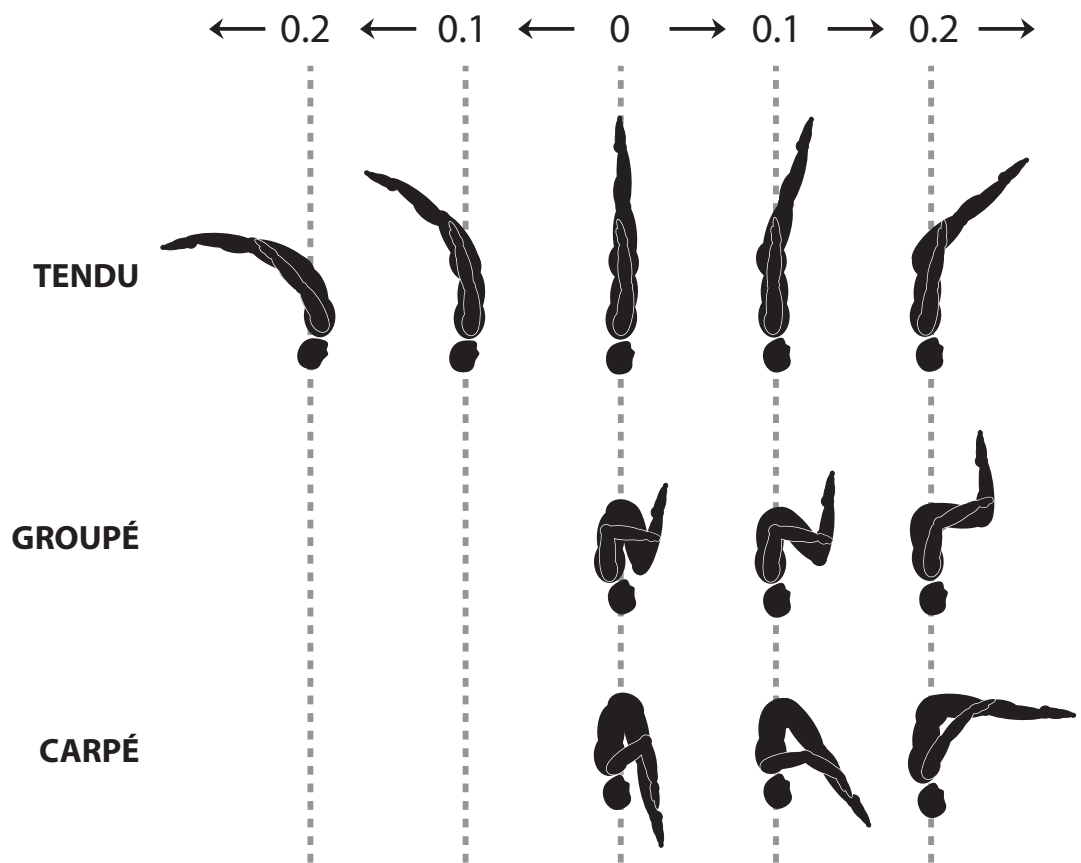 ← 0.2 ← 0.1 ← 0 → 0.1 → 0.2 →
TENDU
GROUPÉ
CARPÉ